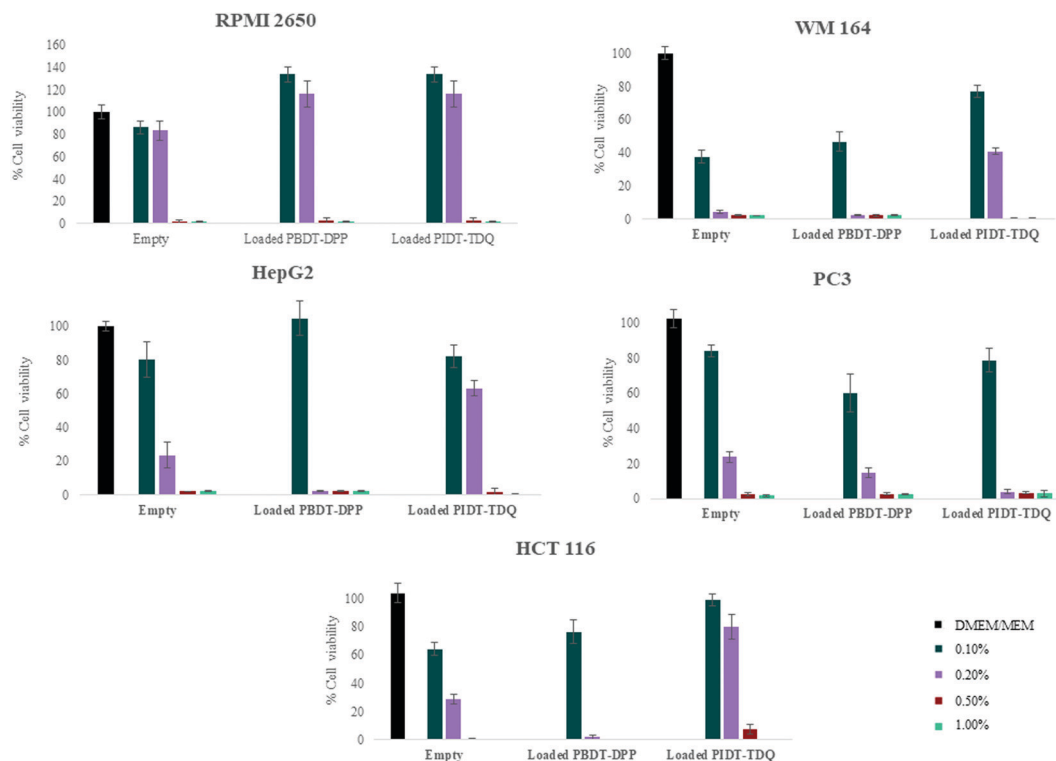 RPMI 2650
% Cell viability
160
140
120
100
80
60
40
20
0
Empty
Loaded PBDT-DPP
Loaded PIDT-TDQ
WM 164
% Cell viability
100
80
60
40
20
0
Empty
Loaded PBDT-DPP
Loaded PIDT-TDQ
HepG2
% Cell viability
100
80
60
40
20
0
Empty
Loaded PBDT-DPP
Loaded PIDT-TDQ
PC3
% Cell viability
100
80
60
40
20
0
Empty
Loaded PBDT-DPP
Loaded PIDT-TDQ
HCT 116
% Cell viability
100
80
60
40
20
0
Empty
Loaded PBDT-DPP
Loaded PIDT-TDQ
DMEM/MEM
0.10%
0.20%
0.50%
1.00%